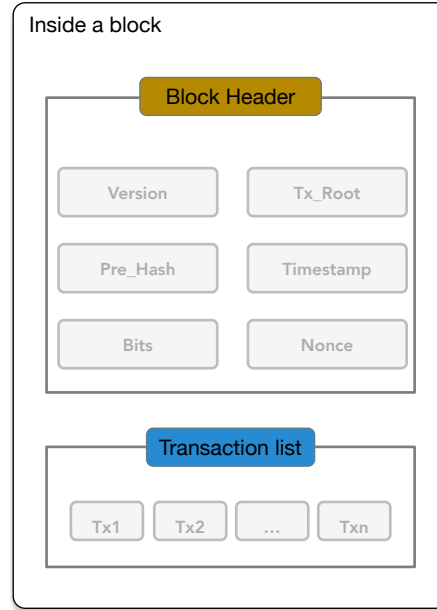 Inside a block
Block Header
Version Tx_Root
Pre_Hash Timestamp
Bits Nonce
Transaction list
Tx1 Tx2 ... Txn